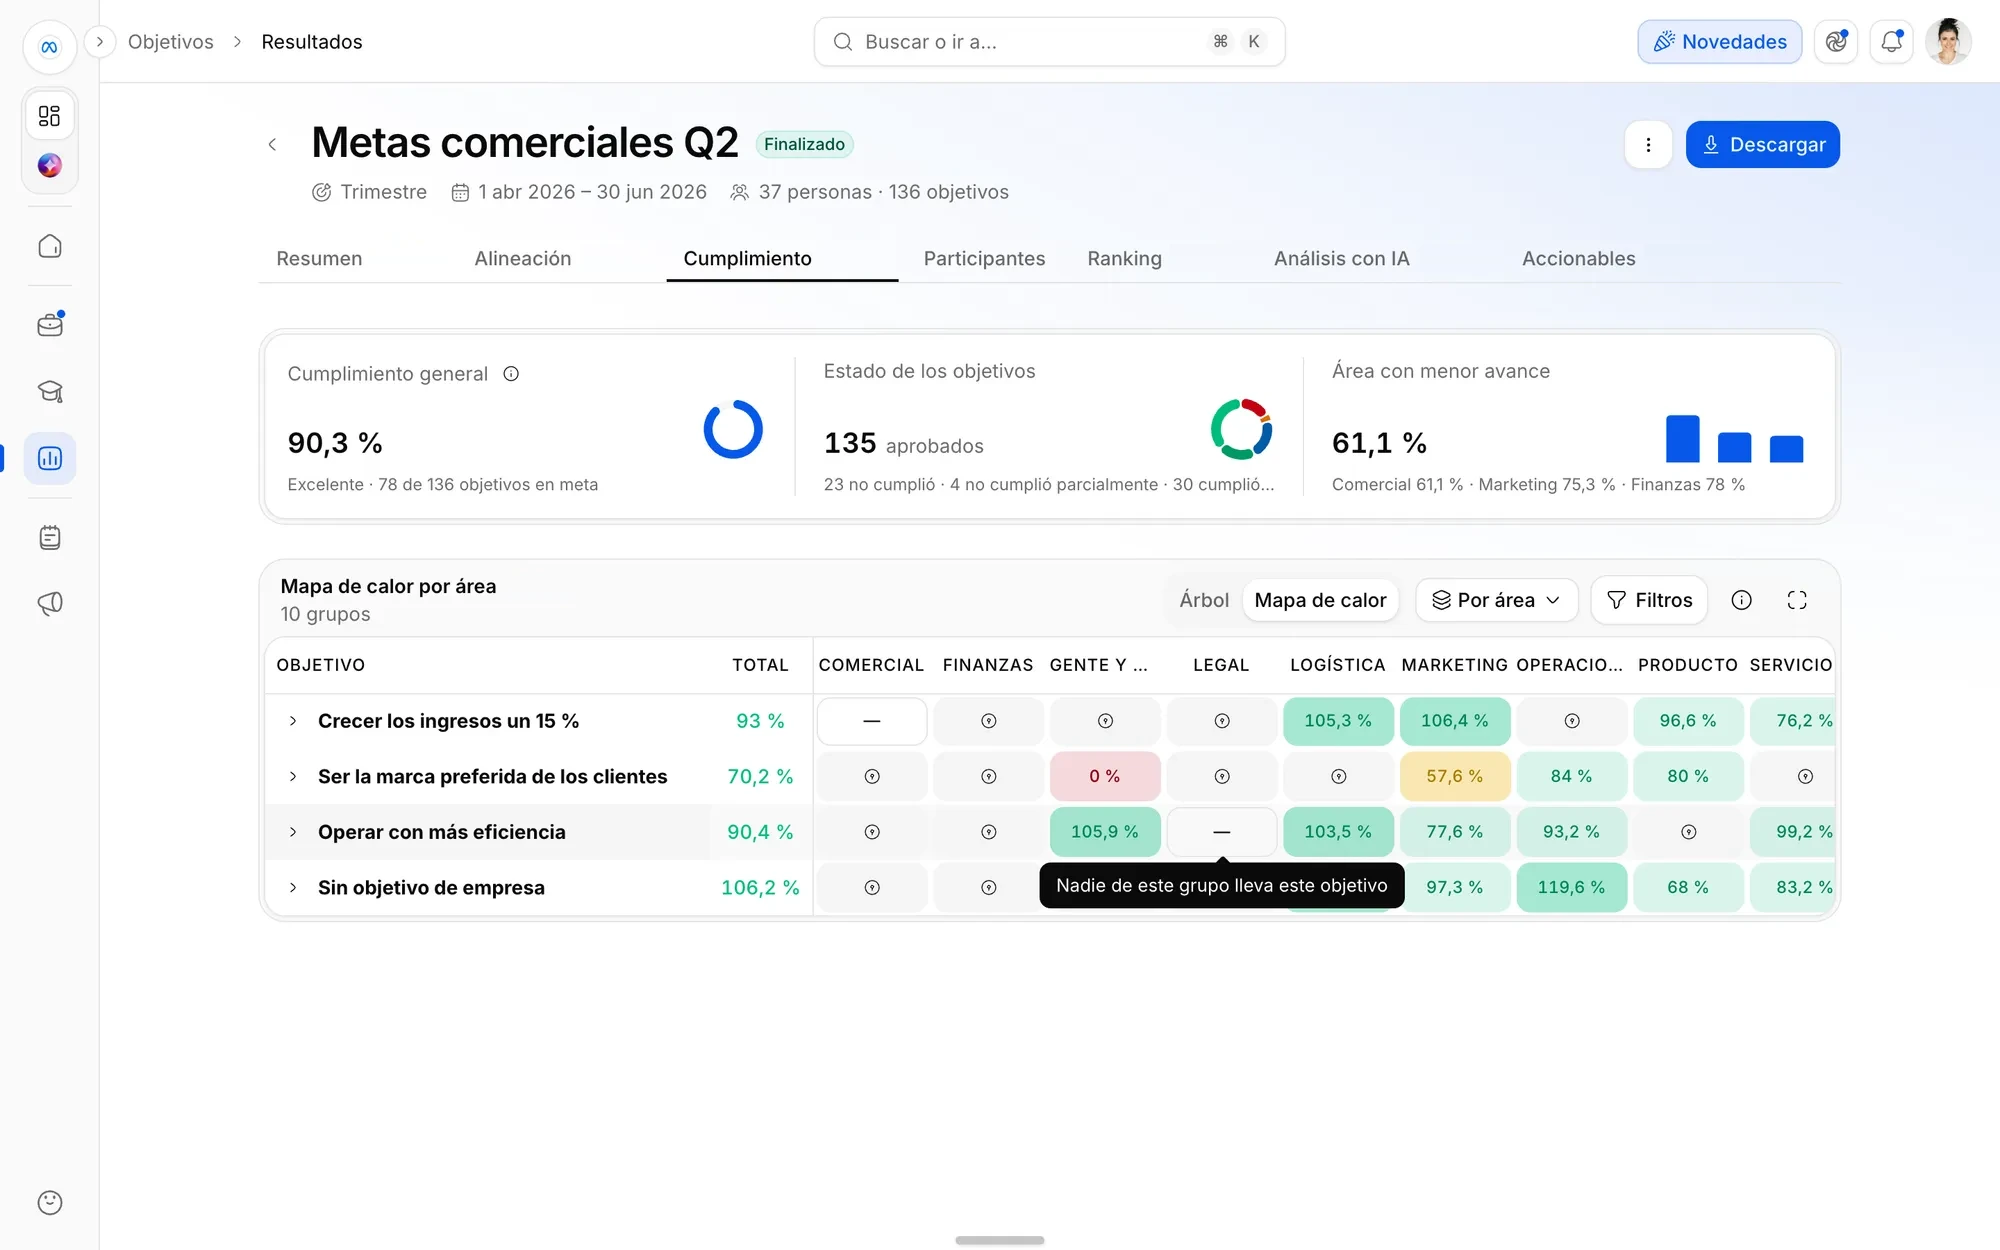 Objetivos > Resultados
Buscar o ir a... ⌘ K
Novedades
Metas comerciales Q2 Finalizado
Descargar
Trimestre 1 abr 2026 – 30 jun 2026 37 personas · 136 objetivos
Resumen Alineación Cumplimiento Participantes Ranking Análisis con IA Accionables
Cumplimiento general
90,3 %
Excelente · 78 de 136 objetivos en meta
Estado de los objetivos
135 aprobados
23 no cumplió · 4 no cumplió parcialmente · 30 cumplió...
Área con menor avance
61,1 %
Comercial 61,1 % · Marketing 75,3 % · Finanzas 78 %
Mapa de calor por área
10 grupos
Árbol Mapa de calor Por área Filtros
OBJETIVO TOTAL COMERCIAL FINANZAS GENTE Y ... LEGAL LOGÍSTICA MARKETING OPERACIO... PRODUCTO SERVICIO
Crecer los ingresos un 15 % 93 % — 105,3 % 106,4 % 96,6 % 76,2 %
Ser la marca preferida de los clientes 70,2 % 0 % 57,6 % 84 % 80 %
Operar con más eficiencia 90,4 % 105,9 % — 103,5 % 77,6 % 93,2 % 99,2 %
Sin objetivo de empresa 106,2 % 97,3 % 119,6 % 68 % 83,2 %
Nadie de este grupo lleva este objetivo